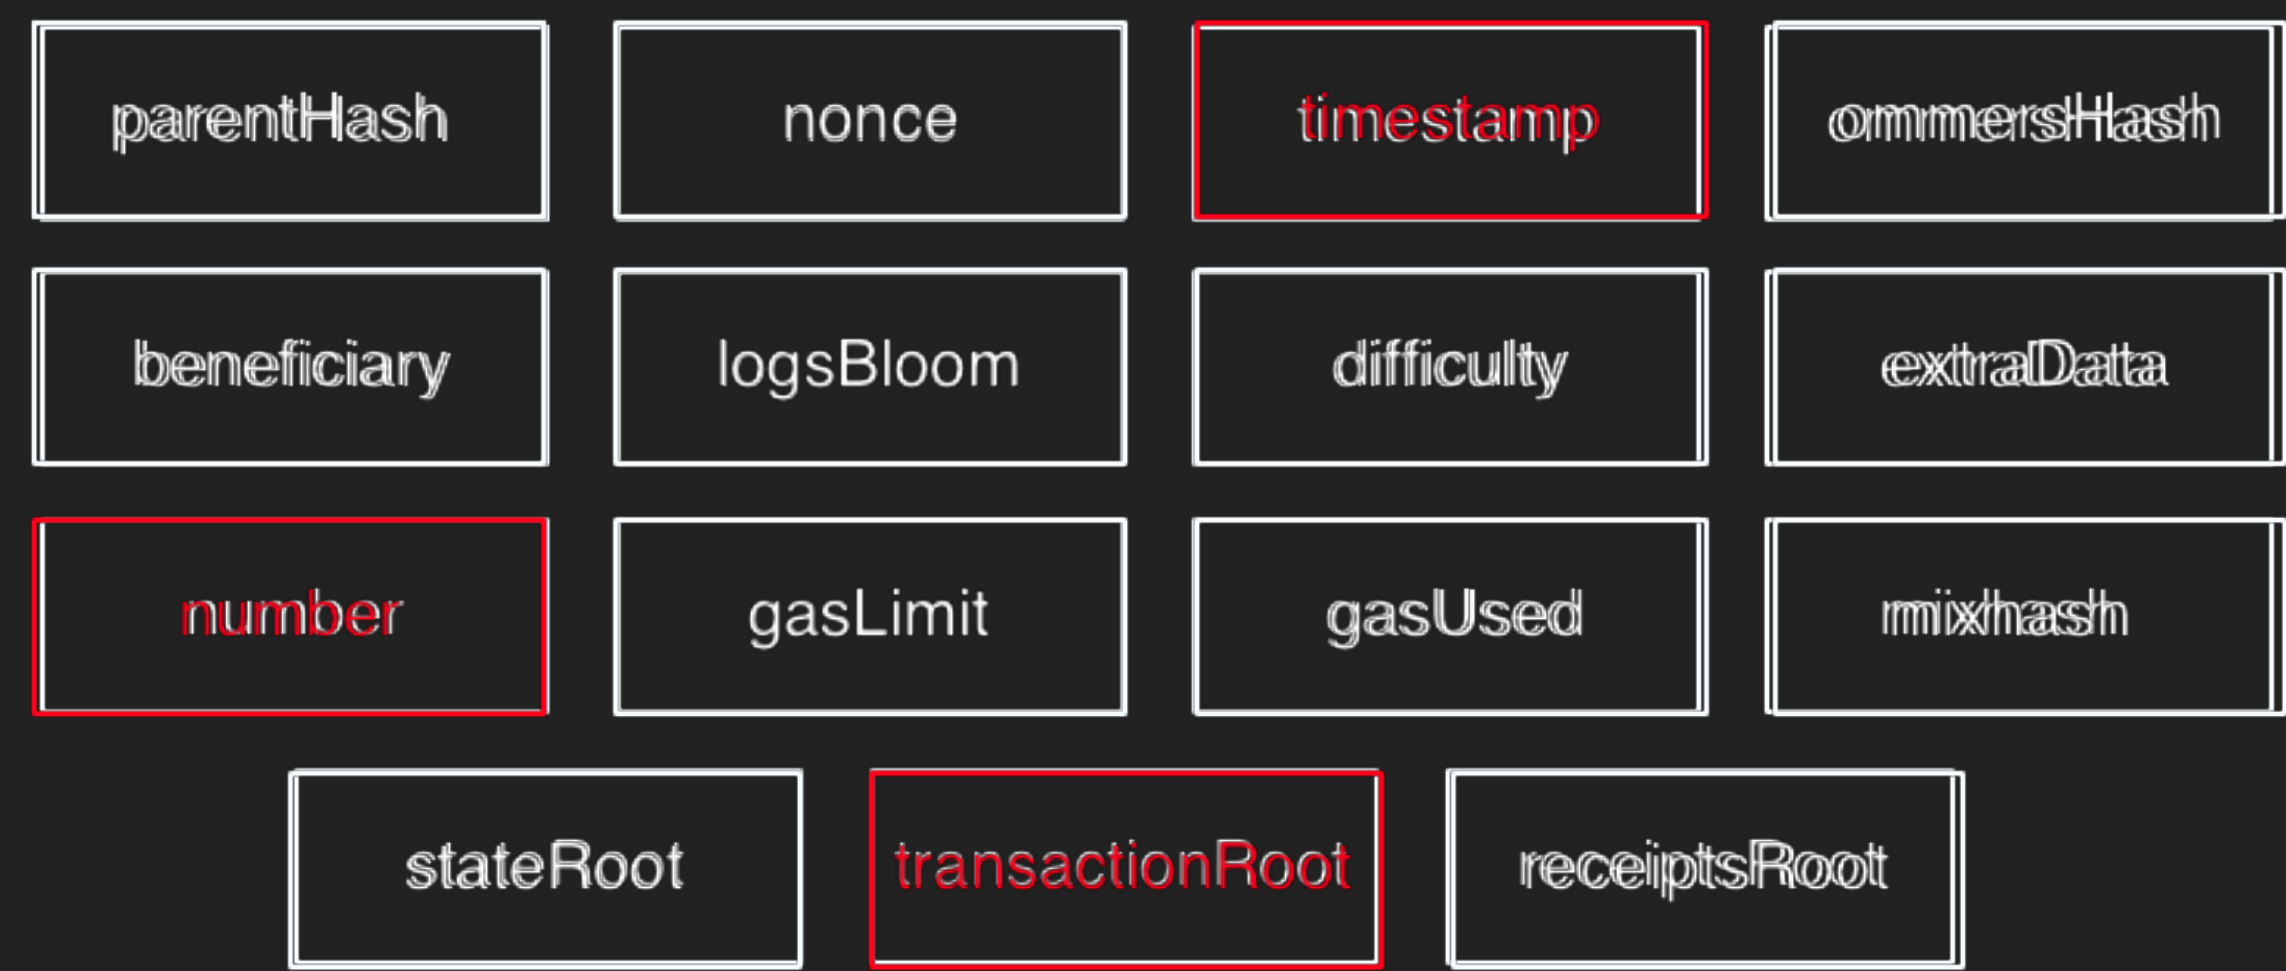 parentHash
nonce
timestamp
ommersHash
beneficiary
logsBloom
difficulty
extraData
number
gasLimit
gasUsed
mixhash
stateRoot
transactionRoot
receiptsRoot